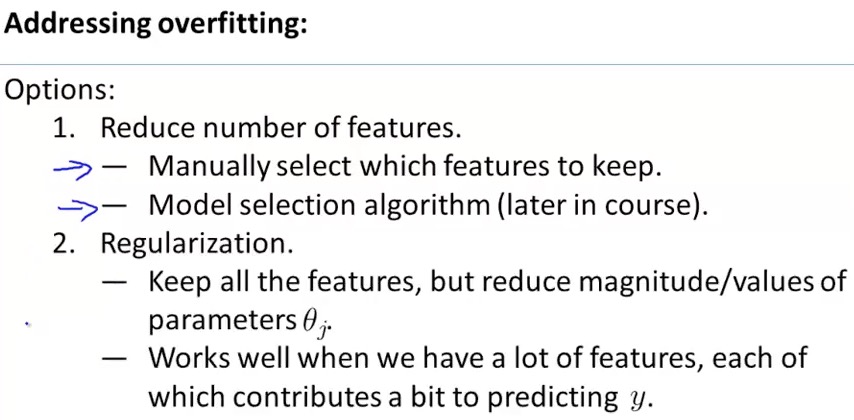 Addressing overfitting:
Options:
1. Reduce number of features.
— Manually select which features to keep.
— Model selection algorithm (later in course).
2. Regularization.
— Keep all the features, but reduce magnitude/values of
parameters θⱼ.
— Works well when we have a lot of features, each of
which contributes a bit to predicting y.